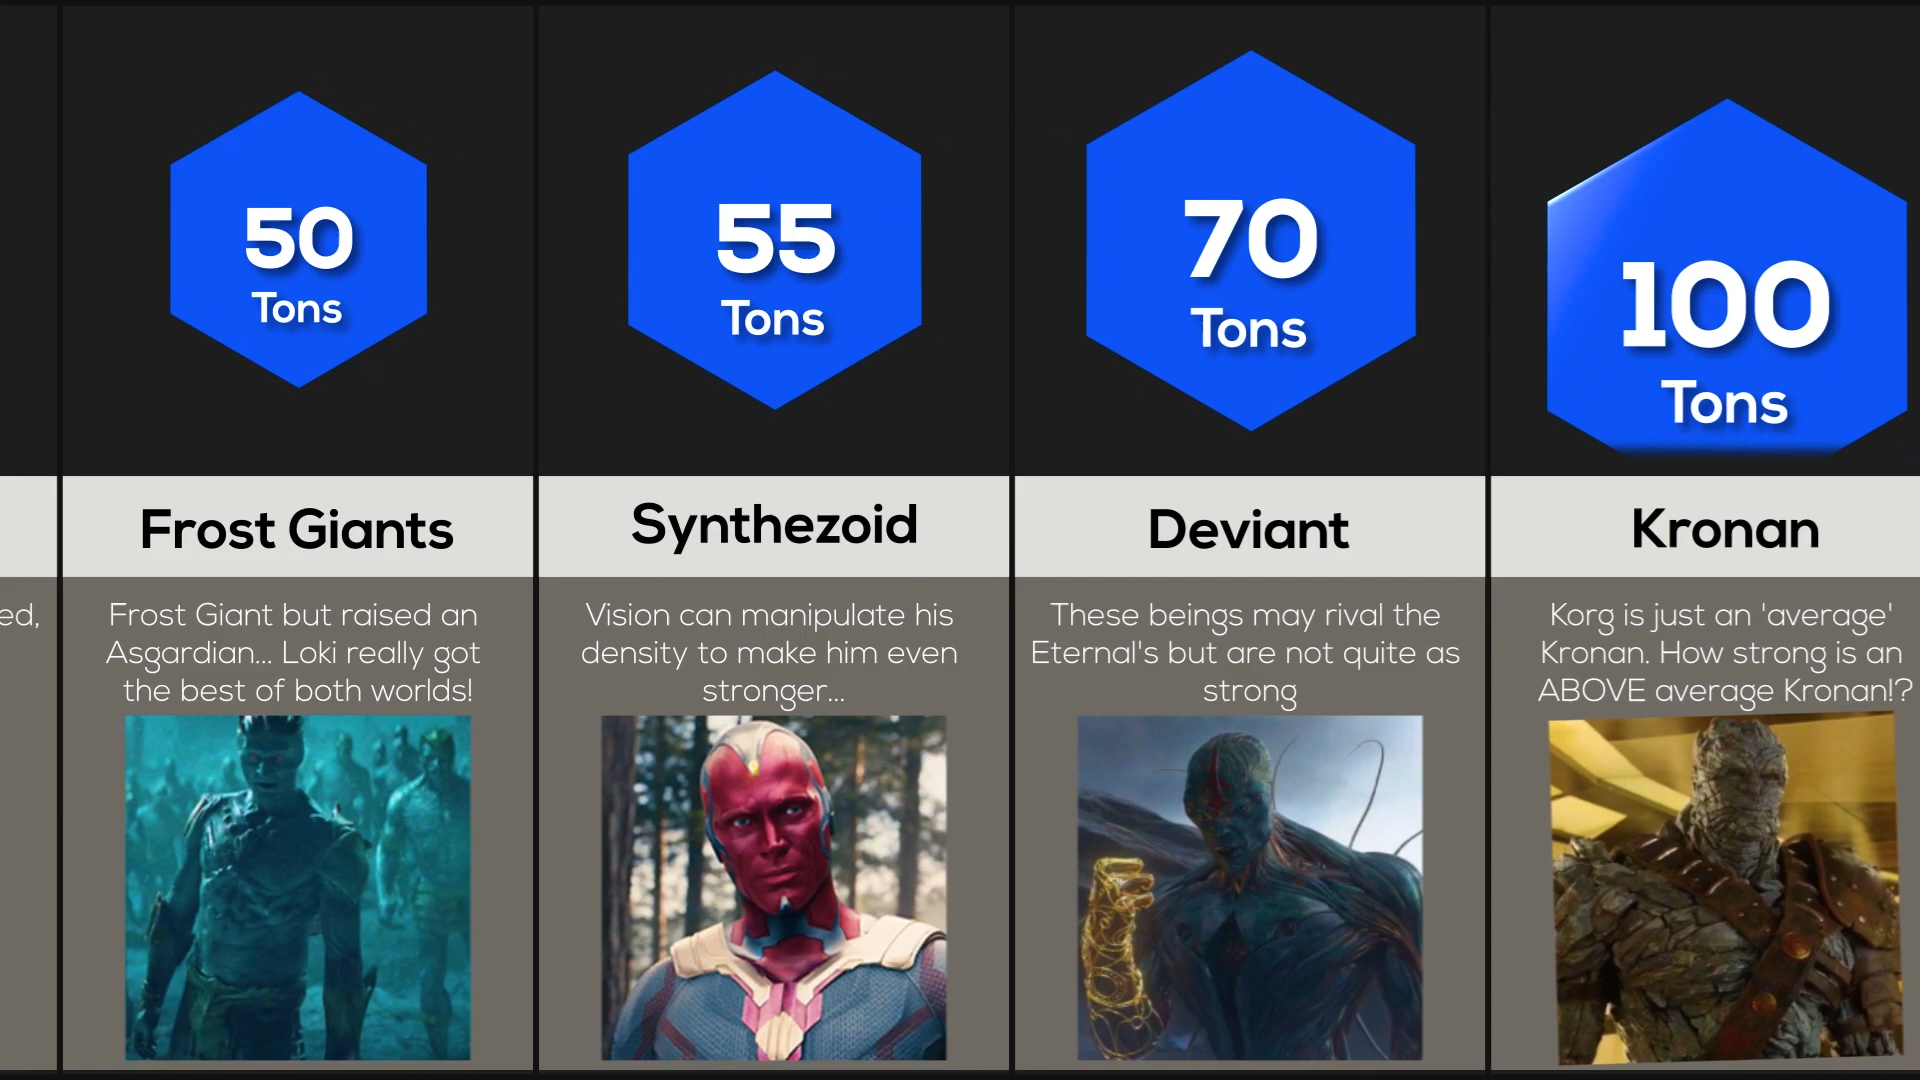 50
Tons
55
Tons
70
Tons
100
Tons
Frost Giants
Synthezoid
Deviant
Kronan
ed,
Frost Giant but raised an
Asgardian... Loki really got
the best of both worlds!
Vision can manipulate his
density to make him even
stronger...
These beings may rival the
Eternal's but are not quite as
strong
Korg is just an 'average'
Kronan. How strong is an
ABOVE average Kronan!?